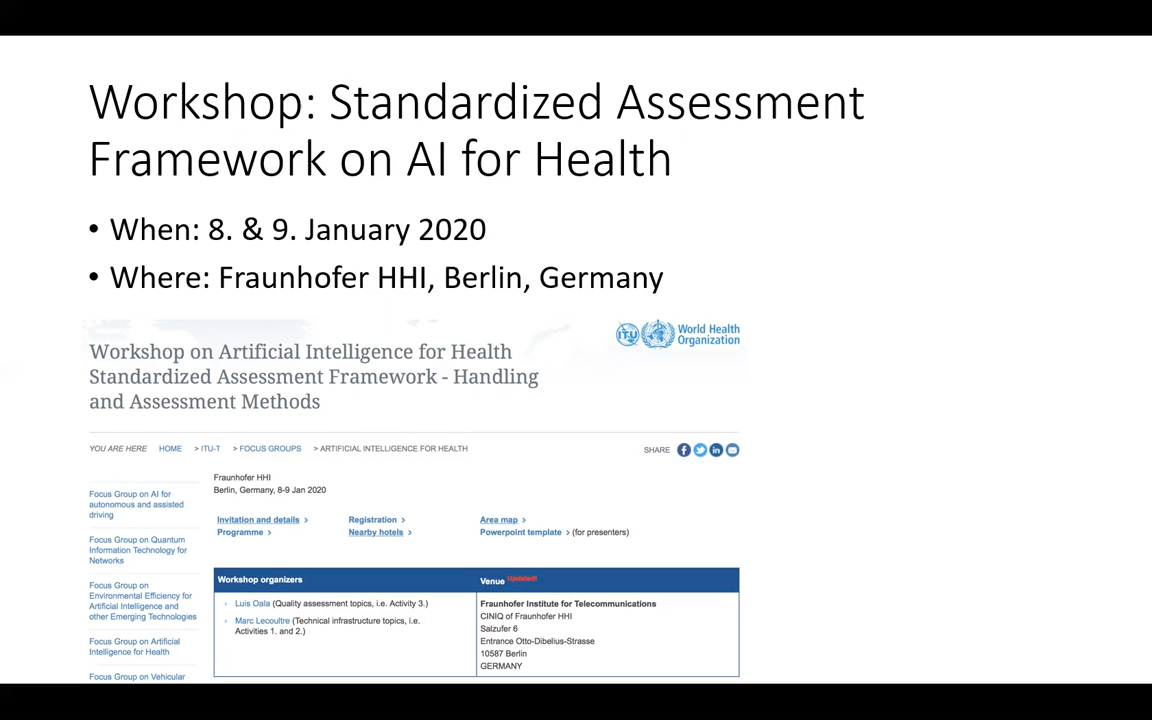 Workshop: Standardized Assessment
Framework on AI for Health
• When: 8. & 9. January 2020
• Where: Fraunhofer HHI, Berlin, Germany
ITU
World Health
Organization
Workshop on Artificial Intelligence for Health
Standardized Assessment Framework - Handling
and Assessment Methods
YOU ARE HERE HOME > ITU-T > FOCUS GROUPS > ARTIFICIAL INTELLIGENCE FOR HEALTH SHARE
Focus Group on AI for
autonomous and assisted
driving
Focus Group on Quantum
Information Technology for
Networks
Focus Group on
Environmental Efficiency for
Artificial Intelligence and
other Emerging Technologies
Focus Group on Artificial
Intelligence for Health
Focus Group on Vehicular
Fraunhofer HHI
Berlin, Germany, 8-9 Jan 2020
Invitation and details > Registration > Area map >
Programme > Nearby hotels > Powerpoint template > (for presenters)
Workshop organizers
Luis Oala (Quality assessment topics, i.e. Activity 3.)
Marc Lecoultre (Technical infrastructure topics, i.e.
Activities 1. and 2.)
Venue Updated!
Fraunhofer Institute for Telecommunications
CINIQ of Fraunhofer HHI
Salzufer 6
Entrance Otto-Dibelius-Strasse
10587 Berlin
GERMANY